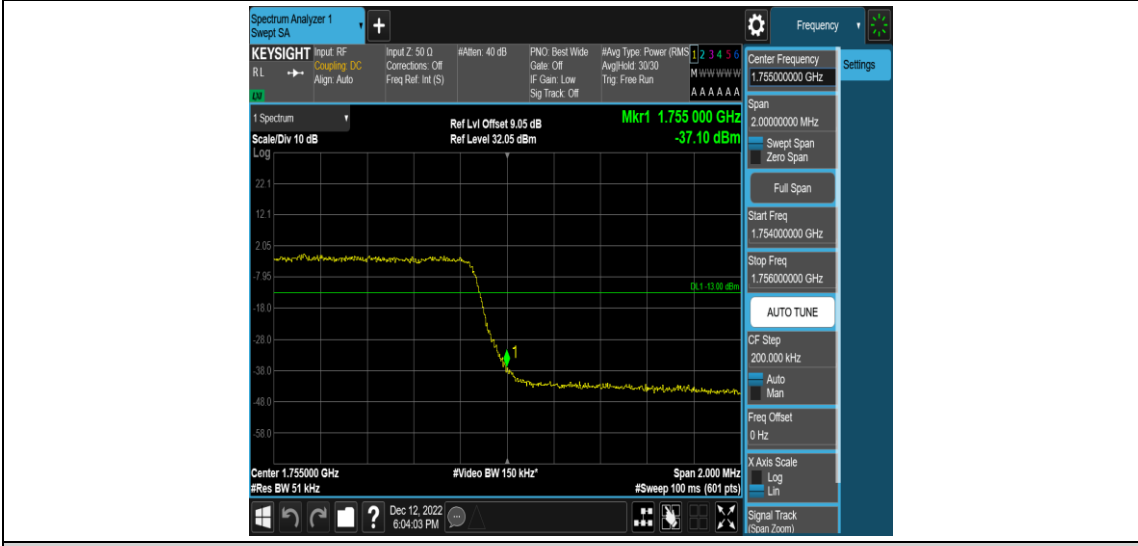 Spectrum Analyzer 1
Swept SA
+
Frequency
KEYSIGHT
RL
LXI
Input: RF
Coupling: DC
Align: Auto
Input Z: 50 Ω
Corrections: Off
Freq Ref: Int (S)
#Atten: 40 dB
PNO: Best Wide
Gate: Off
IF Gain: Low
Sig Track: Off
#Avg Type: Power (RMS
Avg|Hold: 30/30
Trig: Free Run
1 2 3 4 5 6
M W W W W W
A A A A A A
1 Spectrum
Scale/Div 10 dB
Log
Ref Lvl Offset 9.05 dB
Ref Level 32.05 dBm
Mkr1 1.755 000 GHz
-37.10 dBm
22.1
12.1
2.05
-7.95
DL1 -13.00 dBm
-18.0
-28.0
1
-38.0
-48.0
-58.0
Center 1.755000 GHz
#Res BW 51 kHz
#Video BW 150 kHz*
Span 2.000 MHz
#Sweep 100 ms (601 pts)
Center Frequency
1.755000000 GHz
Settings
Span
2.00000000 MHz
Swept Span
Zero Span
Full Span
Start Freq
1.754000000 GHz
Stop Freq
1.756000000 GHz
AUTO TUNE
CF Step
200.000 kHz
Auto
Man
Freq Offset
0 Hz
X Axis Scale
Log
Lin
Signal Track
(Span Zoom)
?
Dec 12, 2022
6:04:03 PM